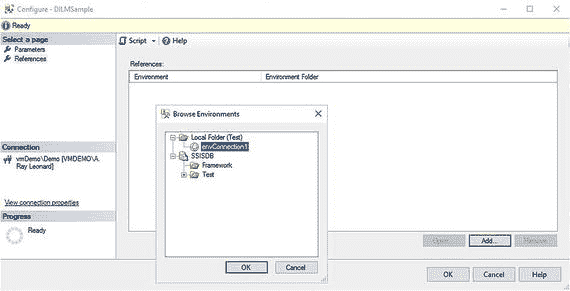 Configure - DILMSample
Ready
Select a page
Parameters
References
Script
Help
References:
Environment
Environment Folder
Browse Environments
Local Folder (Test)
envConnection1
SSISDB
Framework
Test
OK
Cancel
Connection
vmDemo\Demo [VMDEMO\A.
Ray Leonard]
View connection properties
Progress
Ready
Open...
Add...
Remove
OK
Cancel
Help